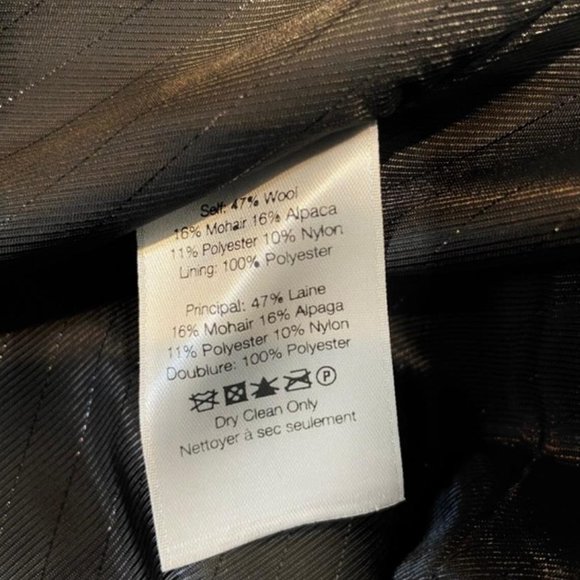 Self: 47% Wool
16% Mohair 16% Alpaca
11% Polyester 10% Nylon
Lining: 100% Polyester
Principal: 47% Laine
16% Mohair 16% Alpaga
11% Polyester 10% Nylon
Doublure: 100% Polyester
P
Dry Clean Only
Nettoyer à sec seulement